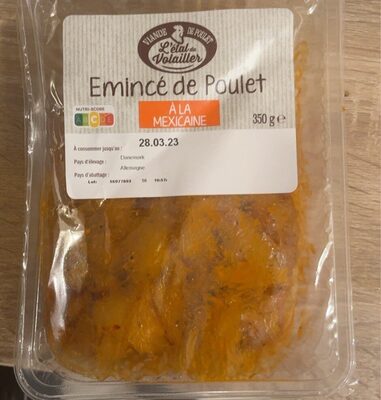 VIANDE DE POULET
L'étal du
Volailler
Emincé de Poulet
NUTRI-SCORE
A B C D E
À LA
MEXICAINE
350 g e
À consommer jusqu'au :
28.03.23
Pays d'élevage :
Danemark
Pays d'abattage :
Allemagne
Lot: